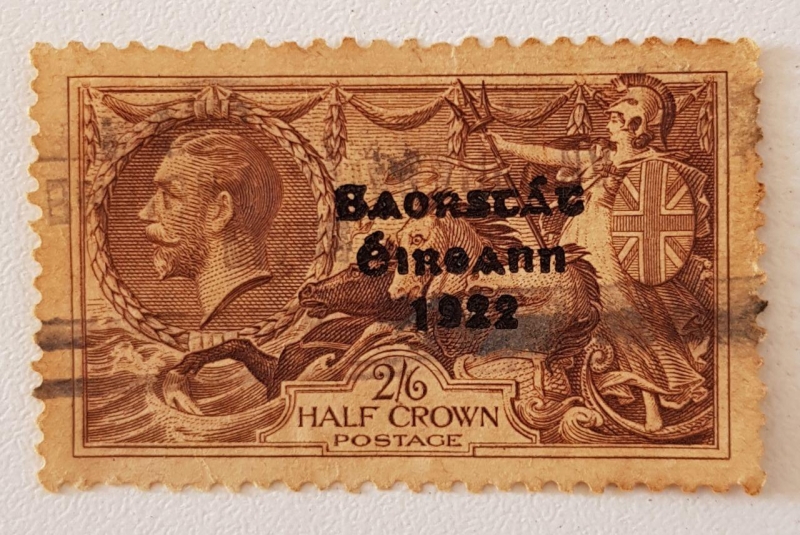 Saorstát
Éireann
1922
2/6
HALF CROWN
POSTAGE